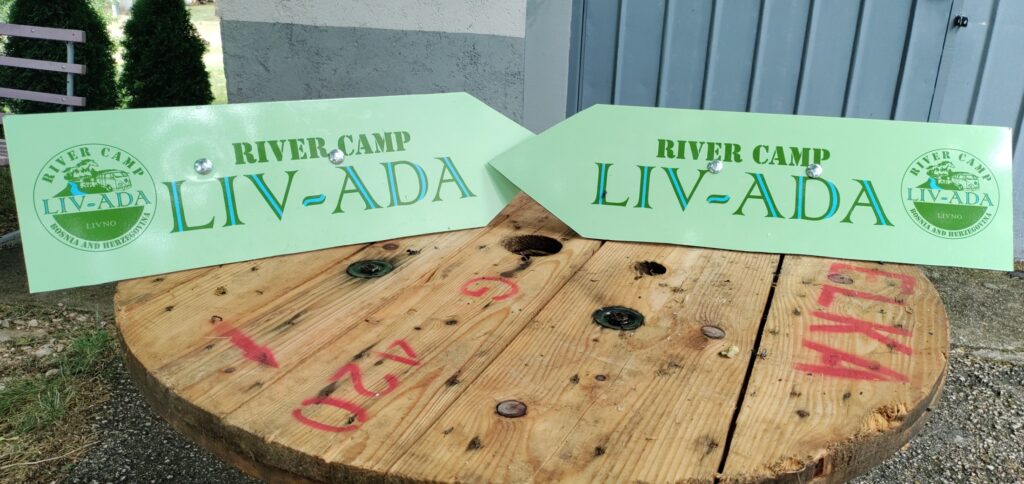 RIVER CAMP
LIV-ADA
RIVER CAMP
LIV-ADA
LIVNO
BOSNIA AND HERZEGOVINA
RIVER CAMP
LIV-ADA
RIVER CAMP
LIV-ADA
LIVNO
BOSNIA AND HERZEGOVINA
G
ELKA